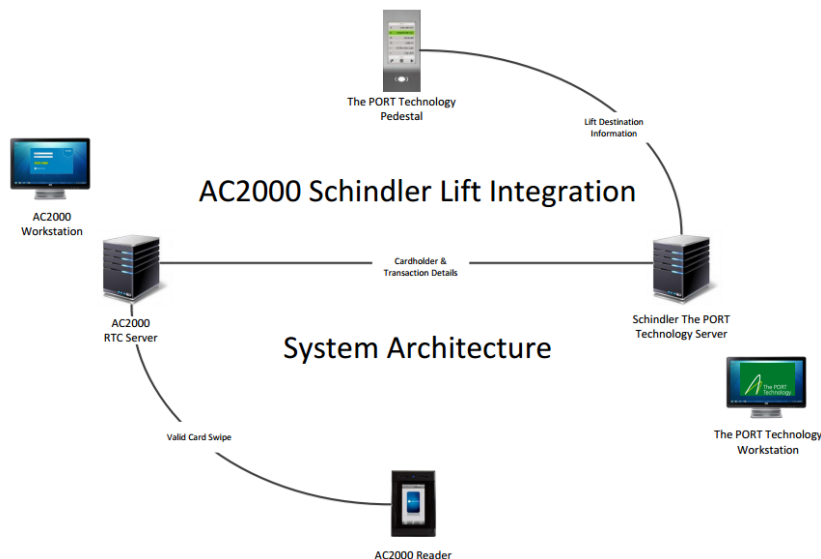 The PORT Technology
Pedestal
Lift Destination
Information
AC2000 Schindler Lift Integration
AC2000
Workstation
Cardholder &
Transaction Details
AC2000
RTC Server
Schindler The PORT
Technology Server
System Architecture
The PORT
Technology
The PORT Technology
Workstation
Valid Card Swipe
AC2000 Reader